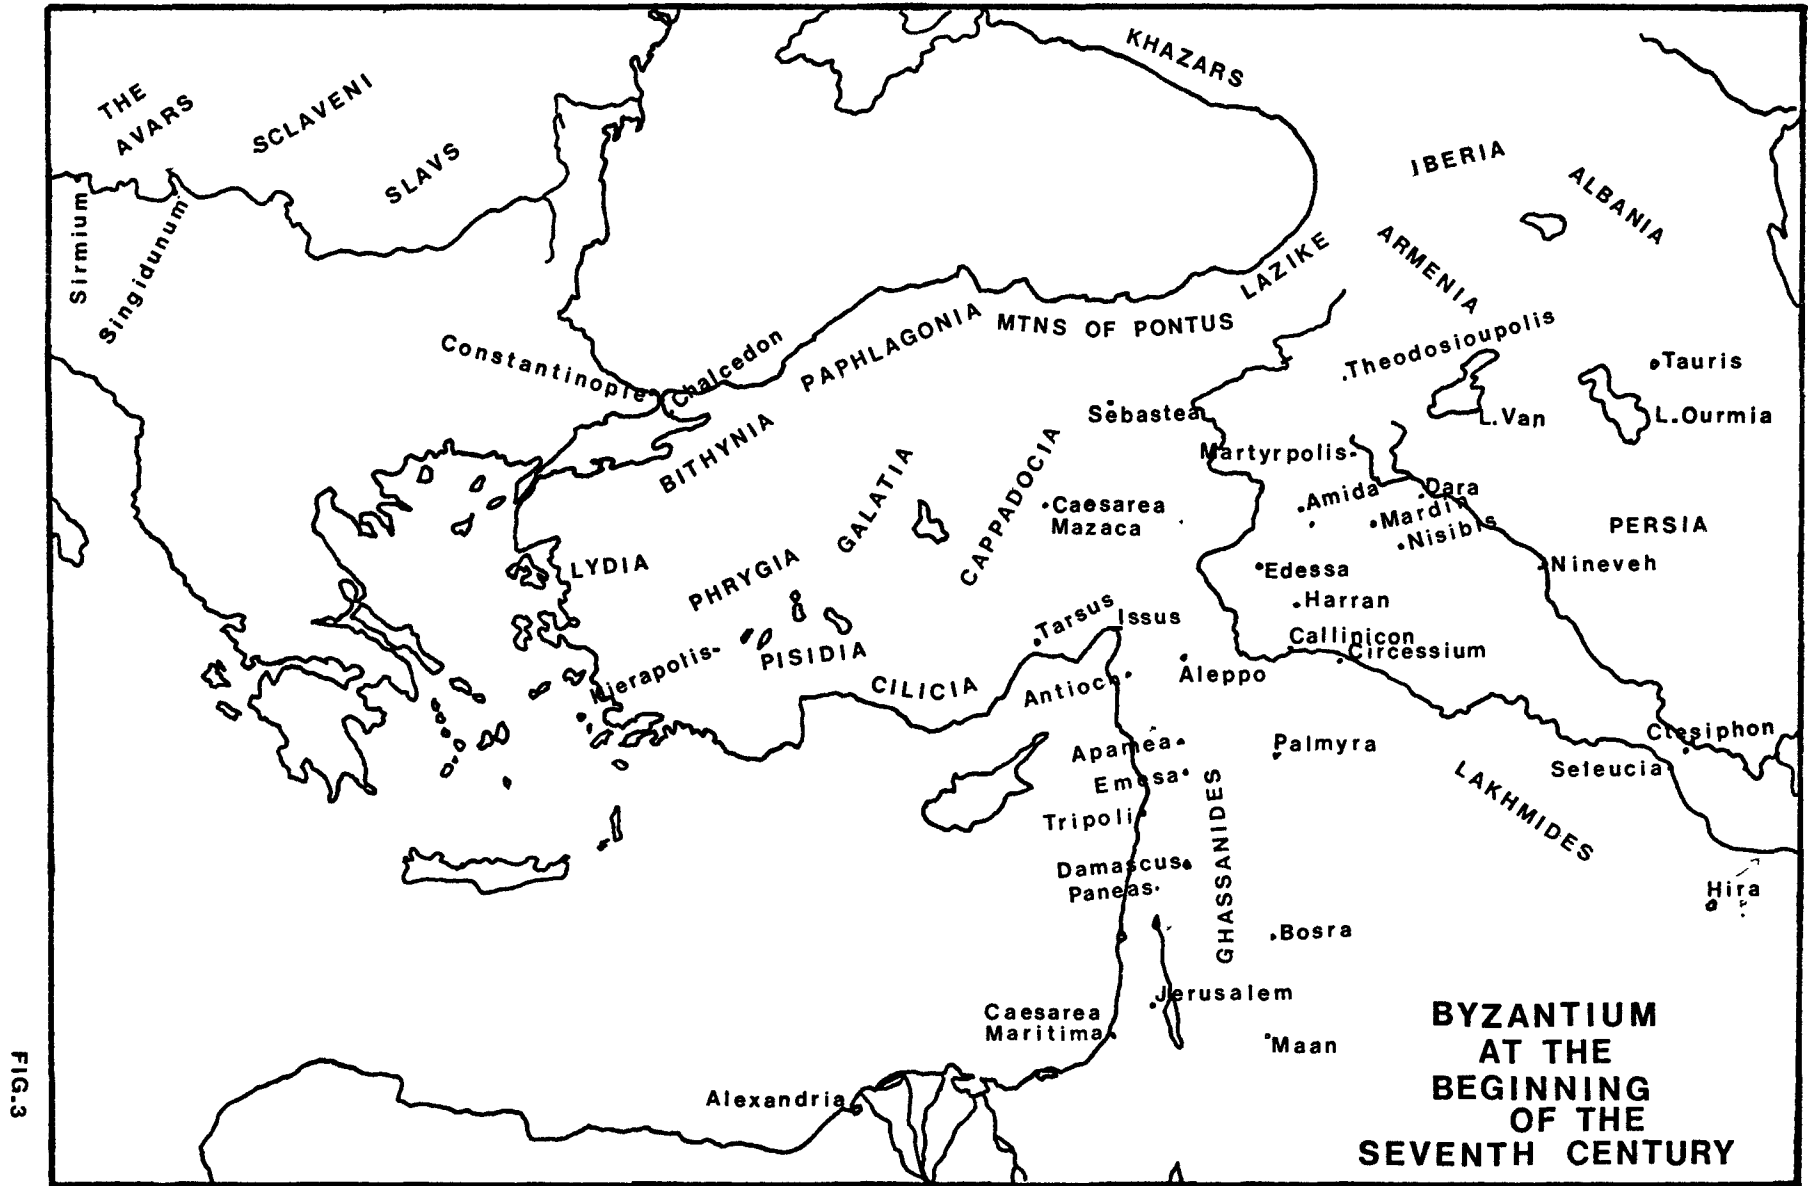 KHAZARS
THE
AVARS
SCLAVENI
SLAVS
Sirmium
Singidunum
IBERIA
ALBANIA
ARMENIA
LAZIKE
MTNS OF PONTUS
PAPHLAGONIA
Constantinople
Chalcedon
Theodosioupolis
Tauris
L.Van
L.Ourmia
Sebastea
BITHYNIA
GALATIA
CAPPADOCIA
Martyrpolis
Caesarea
Mazaca
Amida
Dara
Mardin
Nisibis
PERSIA
Nineveh
LYDIA
PHRYGIA
Edessa
Harran
Tarsus
Issus
Callinicon
Circessium
PISIDIA
Hierapolis
CILICIA
Antioch
Aleppo
Apamea
Palmyra
Ctesiphon
Seleucia
Emesa
LAKHMIDES
Tripoli
GHASSANIDES
Damascus
Paneas
Hira
Bosra
Jerusalem
Caesarea
Maritima
Maan
Alexandria
BYZANTIUM
AT THE
BEGINNING
OF THE
SEVENTH CENTURY
FIG.3